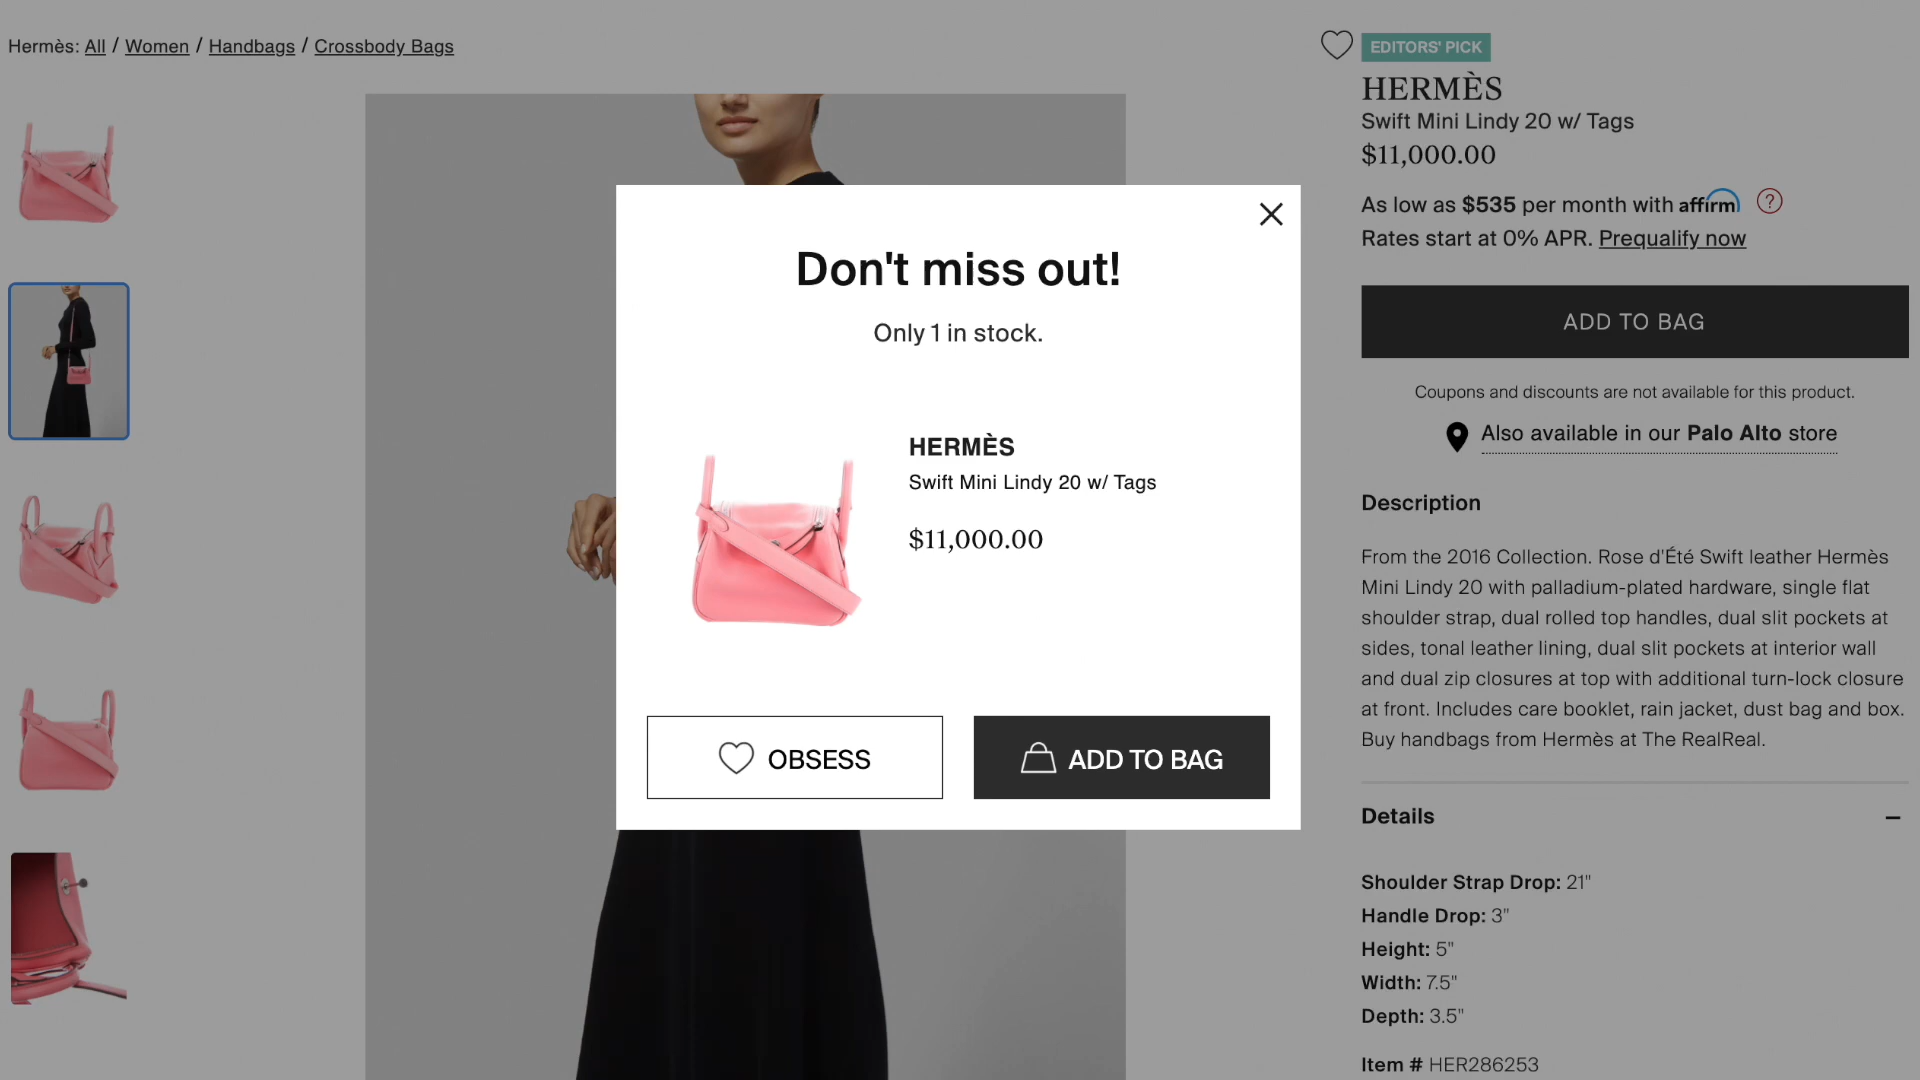 Hermès: All / Women / Handbags / Crossbody Bags
EDITORS' PICK
HERMÈS
Swift Mini Lindy 20 w/ Tags
$11,000.00
As low as $535 per month with affirm ?
Rates start at 0% APR. Prequalify now
ADD TO BAG
Coupons and discounts are not available for this product.
Also available in our Palo Alto store
Description
From the 2016 Collection. Rose d'Été Swift leather Hermès
Mini Lindy 20 with palladium-plated hardware, single flat
shoulder strap, dual rolled top handles, dual slit pockets at
sides, tonal leather lining, dual slit pockets at interior wall
and dual zip closures at top with additional turn-lock closure
at front. Includes care booklet, rain jacket, dust bag and box.
Buy handbags from Hermès at The RealReal.
Details
Shoulder Strap Drop: 21"
Handle Drop: 3"
Height: 5"
Width: 7.5"
Depth: 3.5"
Item # HER286253
Don't miss out!
Only 1 in stock.
HERMÈS
Swift Mini Lindy 20 w/ Tags
$11,000.00
OBSESS
ADD TO BAG